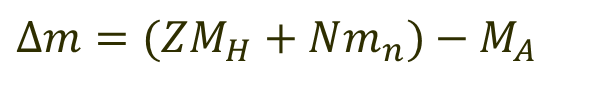 Δm = (ZM_H + Nm_n) − M_A